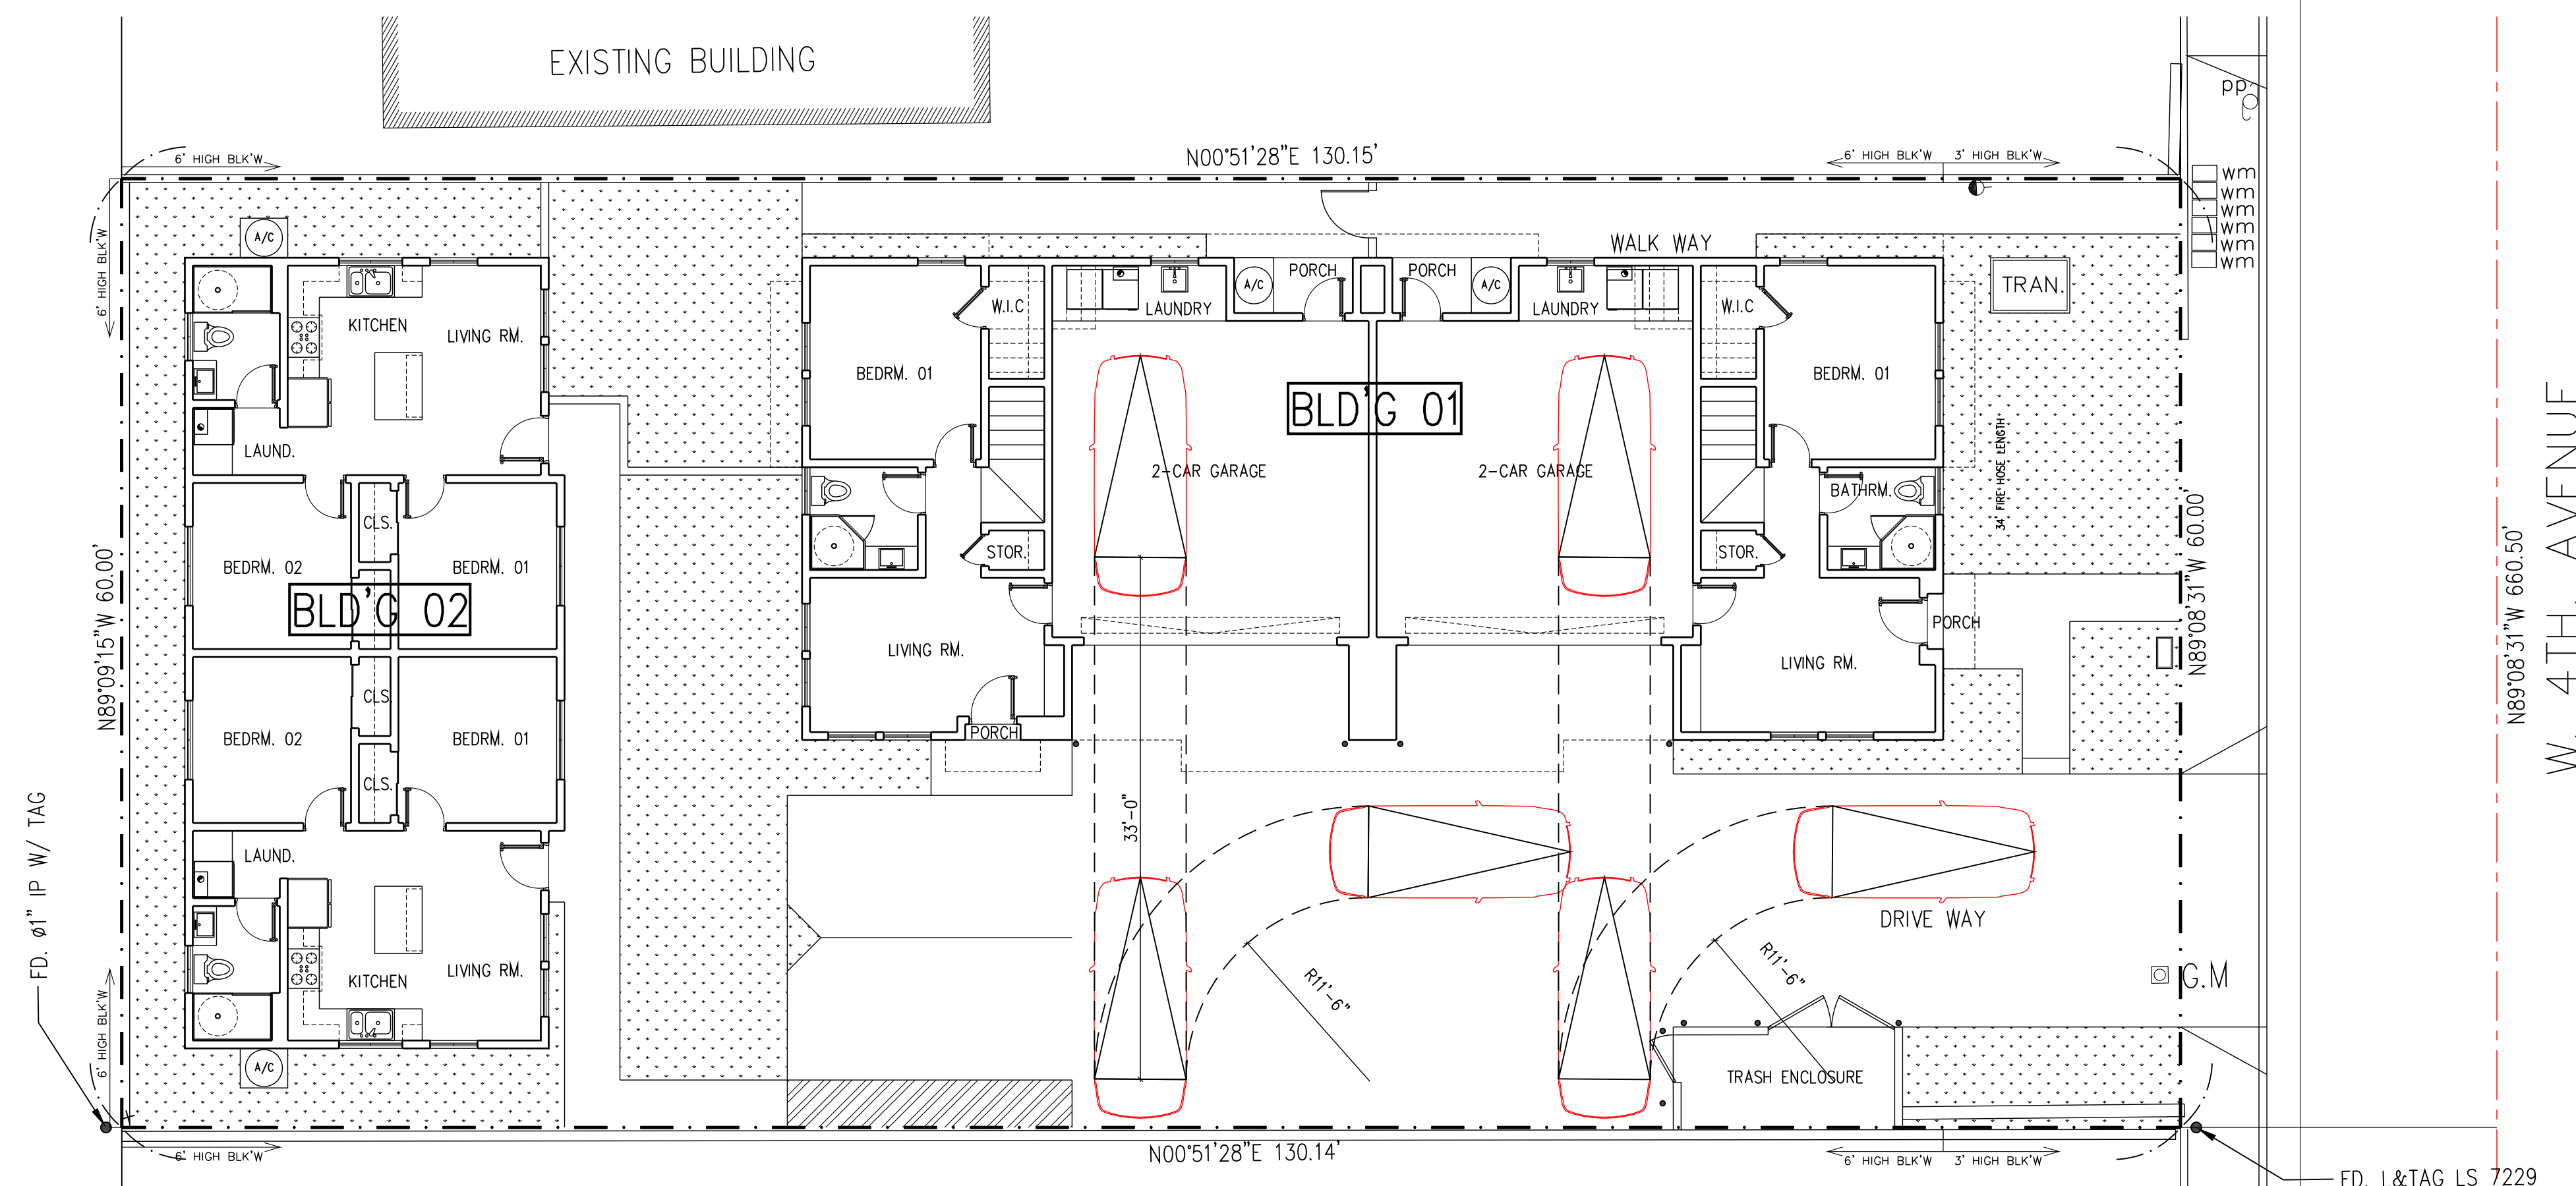 EXISTING BUILDING
pp
6' HIGH BLK'W
N00°51'28"E 130.15'
6' HIGH BLK'W
3' HIGH BLK'W
wm
wm
wm
wm
wm
wm
6' HIGH BLK'W
A/C
WALK WAY
KITCHEN
LIVING RM.
LAUND.
BEDRM. 01
W.I.C
LAUNDRY
A/C
PORCH
PORCH
A/C
LAUNDRY
W.I.C
BEDRM. 01
TRAN.
BLD'G 01
2-CAR GARAGE
2-CAR GARAGE
BATHRM.
34' FIRE HOSE LENGTH
CLS.
BEDRM. 02
BEDRM. 01
STOR.
STOR.
BLD'G 02
N89°09'15"W 60.00'
N89°08'31"W 60.00'
N89°08'31"W 660.50'
W. 4TH. AVENUE
LIVING RM.
PORCH
LIVING RM.
PORCH
CLS.
BEDRM. 02
BEDRM. 01
CLS.
33'-0"
LAUND.
KITCHEN
LIVING RM.
DRIVE WAY
R11'-6"
R11'-6"
G.M
TRASH ENCLOSURE
A/C
6' HIGH BLK'W
FD. ø1" IP W/ TAG
6' HIGH BLK'W
N00°51'28"E 130.14'
6' HIGH BLK'W
3' HIGH BLK'W
FD. L&TAG LS 7229